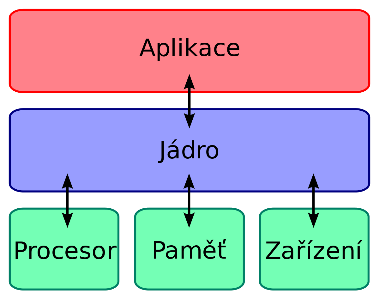 Aplikace
Jádro
Procesor
Paměť
Zařízení